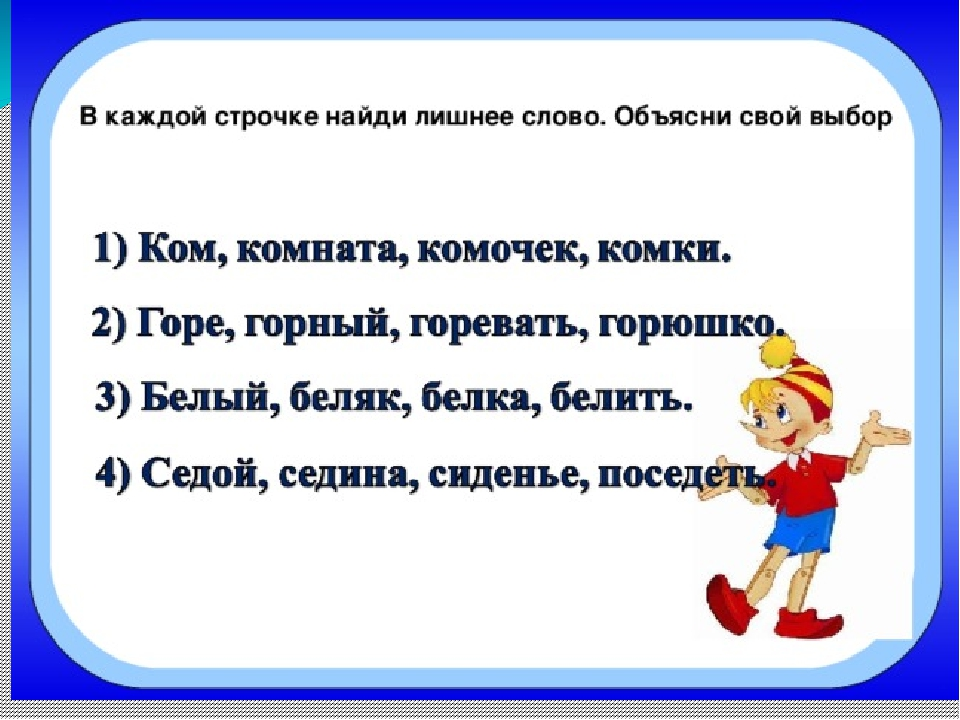 В каждой строчке найди лишнее слово. Объясни свой выбор
1) Ком, комната, комочек, комки.
2) Горе, горный, горевать, горюшко.
3) Белый, беляк, белка, белить.
4) Седой, седина, сиденье, поседеть.